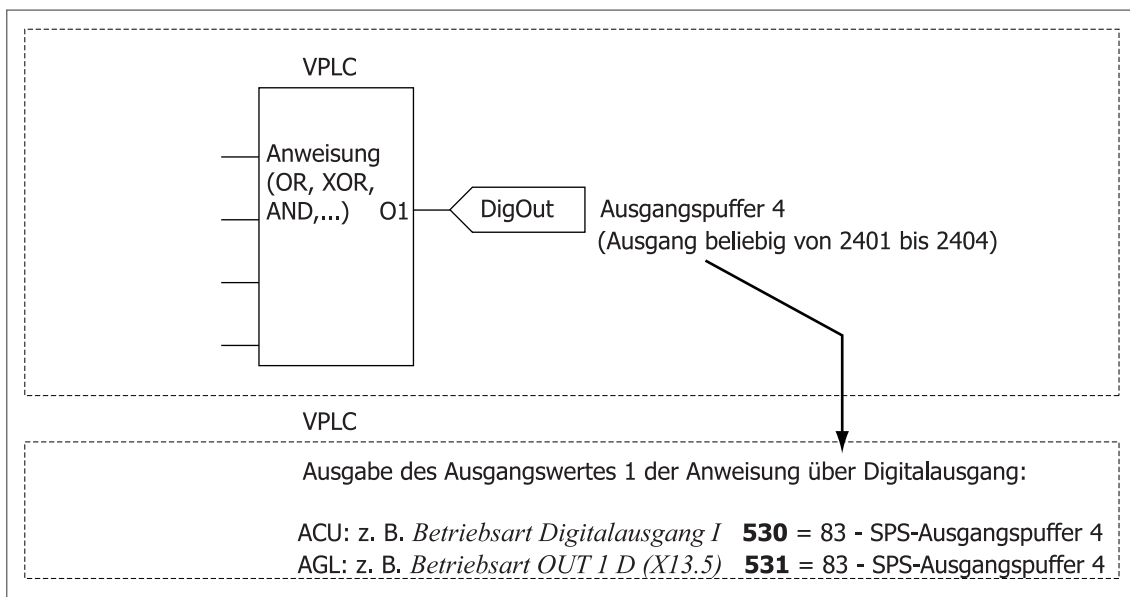 VPLC
Anweisung
(OR, XOR,
AND,...) O1
DigOut
Ausgangspuffer 4
(Ausgang beliebig von 2401 bis 2404)
VPLC
Ausgabe des Ausgangswertes 1 der Anweisung über Digitalausgang:
ACU: z. B. Betriebsart Digitalausgang I 530 = 83 - SPS-Ausgangspuffer 4
AGL: z. B. Betriebsart OUT 1 D (X13.5) 531 = 83 - SPS-Ausgangspuffer 4